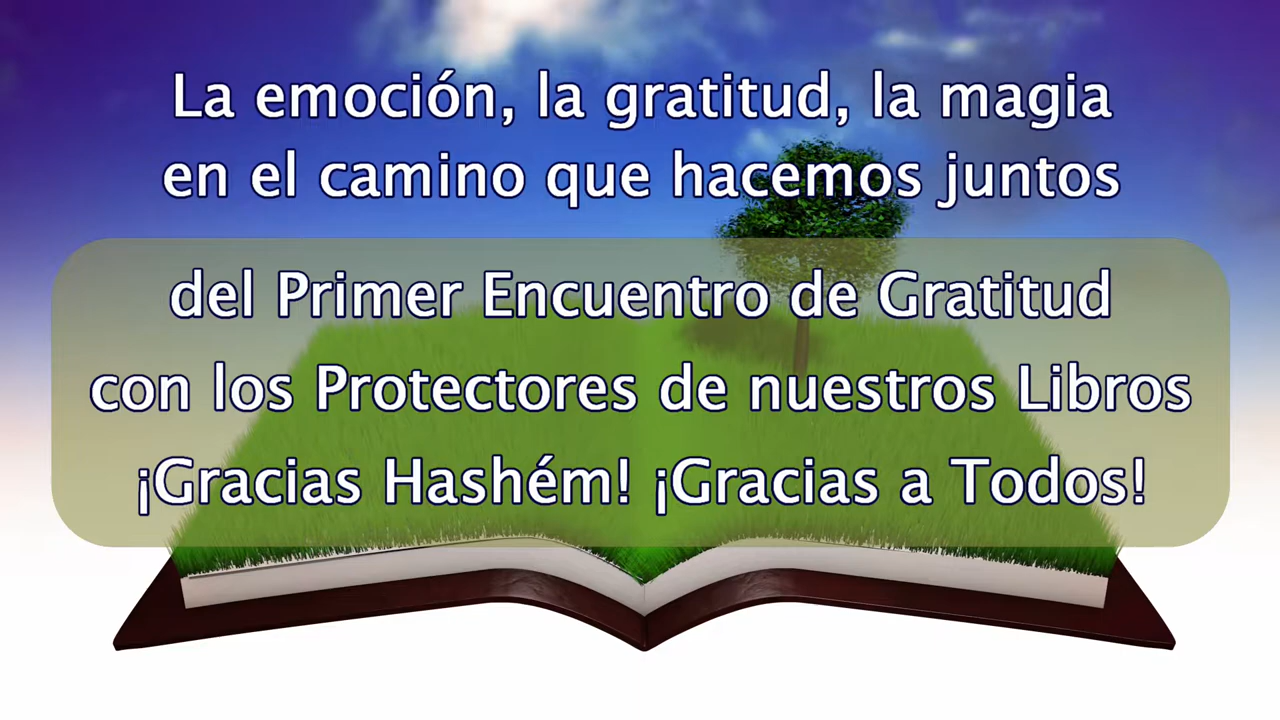 La emoción, la gratitud, la magia
en el camino que hacemos juntos
del Primer Encuentro de Gratitud
con los Protectores de nuestros Libros
¡Gracias Hashém! ¡Gracias a Todos!